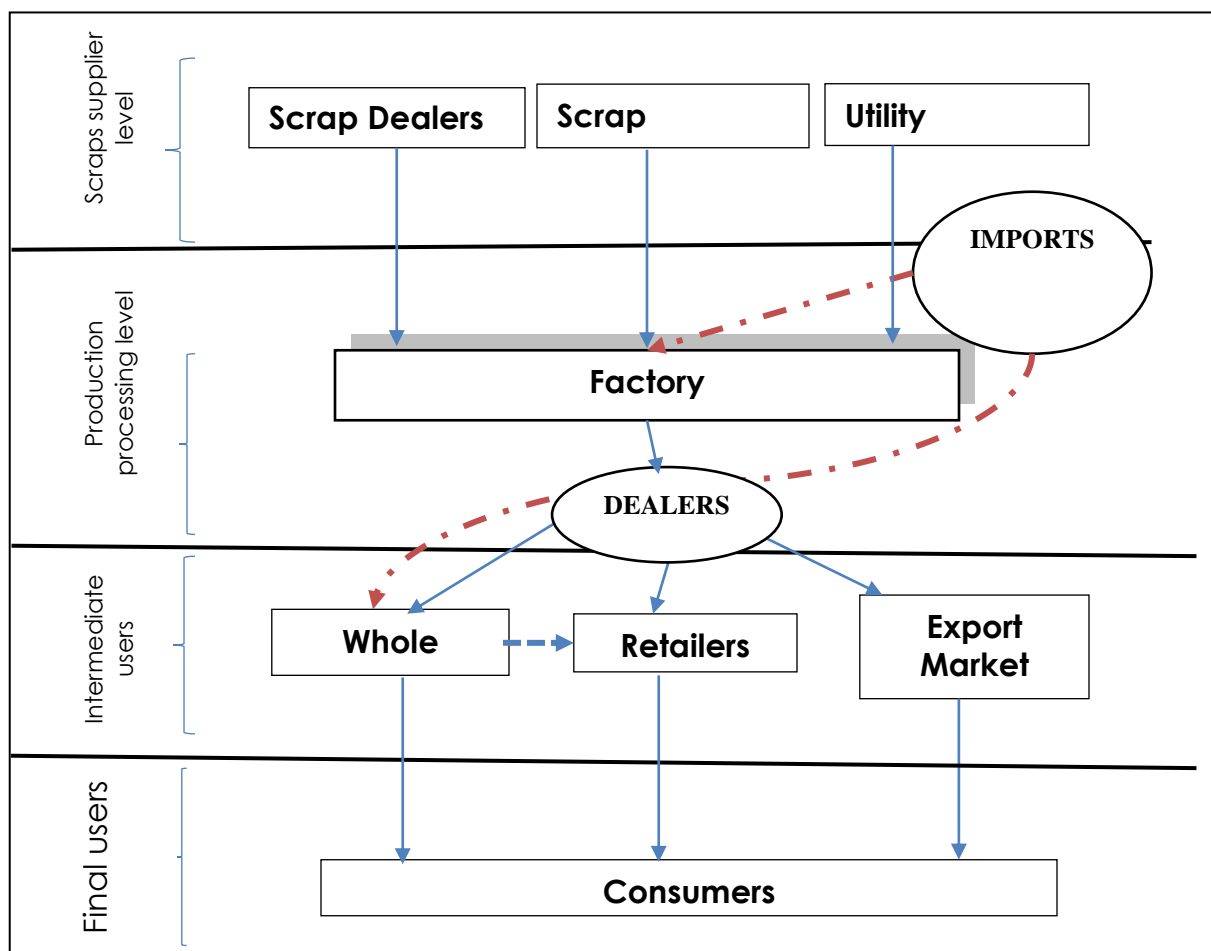 Scraps supplier
level
Scrap Dealers
Scrap
Utility
IMPORTS
Production
processing level
Factory
DEALERS
Intermediate
users
Whole
Retailers
Export
Market
Final users
Consumers